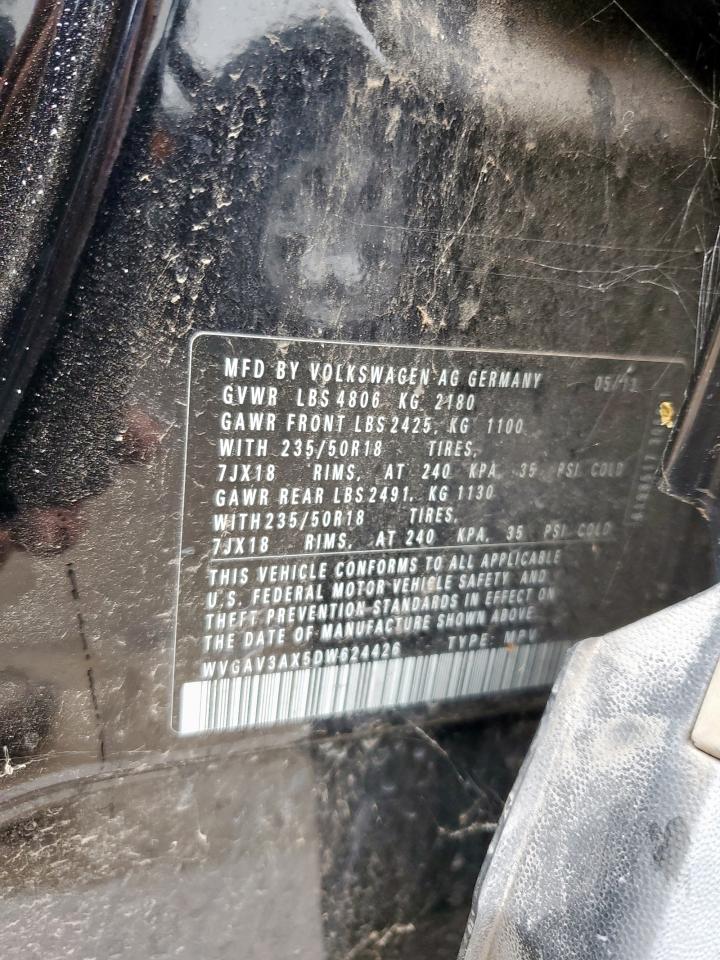 MFD BY VOLKSWAGEN AG GERMANY
GVWR LBS 4806 KG 2180
GAWR FRONT LBS 2425, KG 1100
WITH 235/50R18 TIRES,
7JX18 RIMS, AT 240 KPA, 35 PSI COLD
GAWR REAR LBS 2491, KG 1130
WITH 235/50R18 TIRES,
7JX18 RIMS, AT 240 KPA, 35 PSI COLD
THIS VEHICLE CONFORMS TO ALL APPLICABLE
U.S. FEDERAL MOTOR VEHICLE SAFETY AND
THEFT PREVENTION STANDARDS IN EFFECT ON
THE DATE OF MANUFACTURE SHOWN ABOVE
WVGAV3AX5DW624426 TYPE: MPV